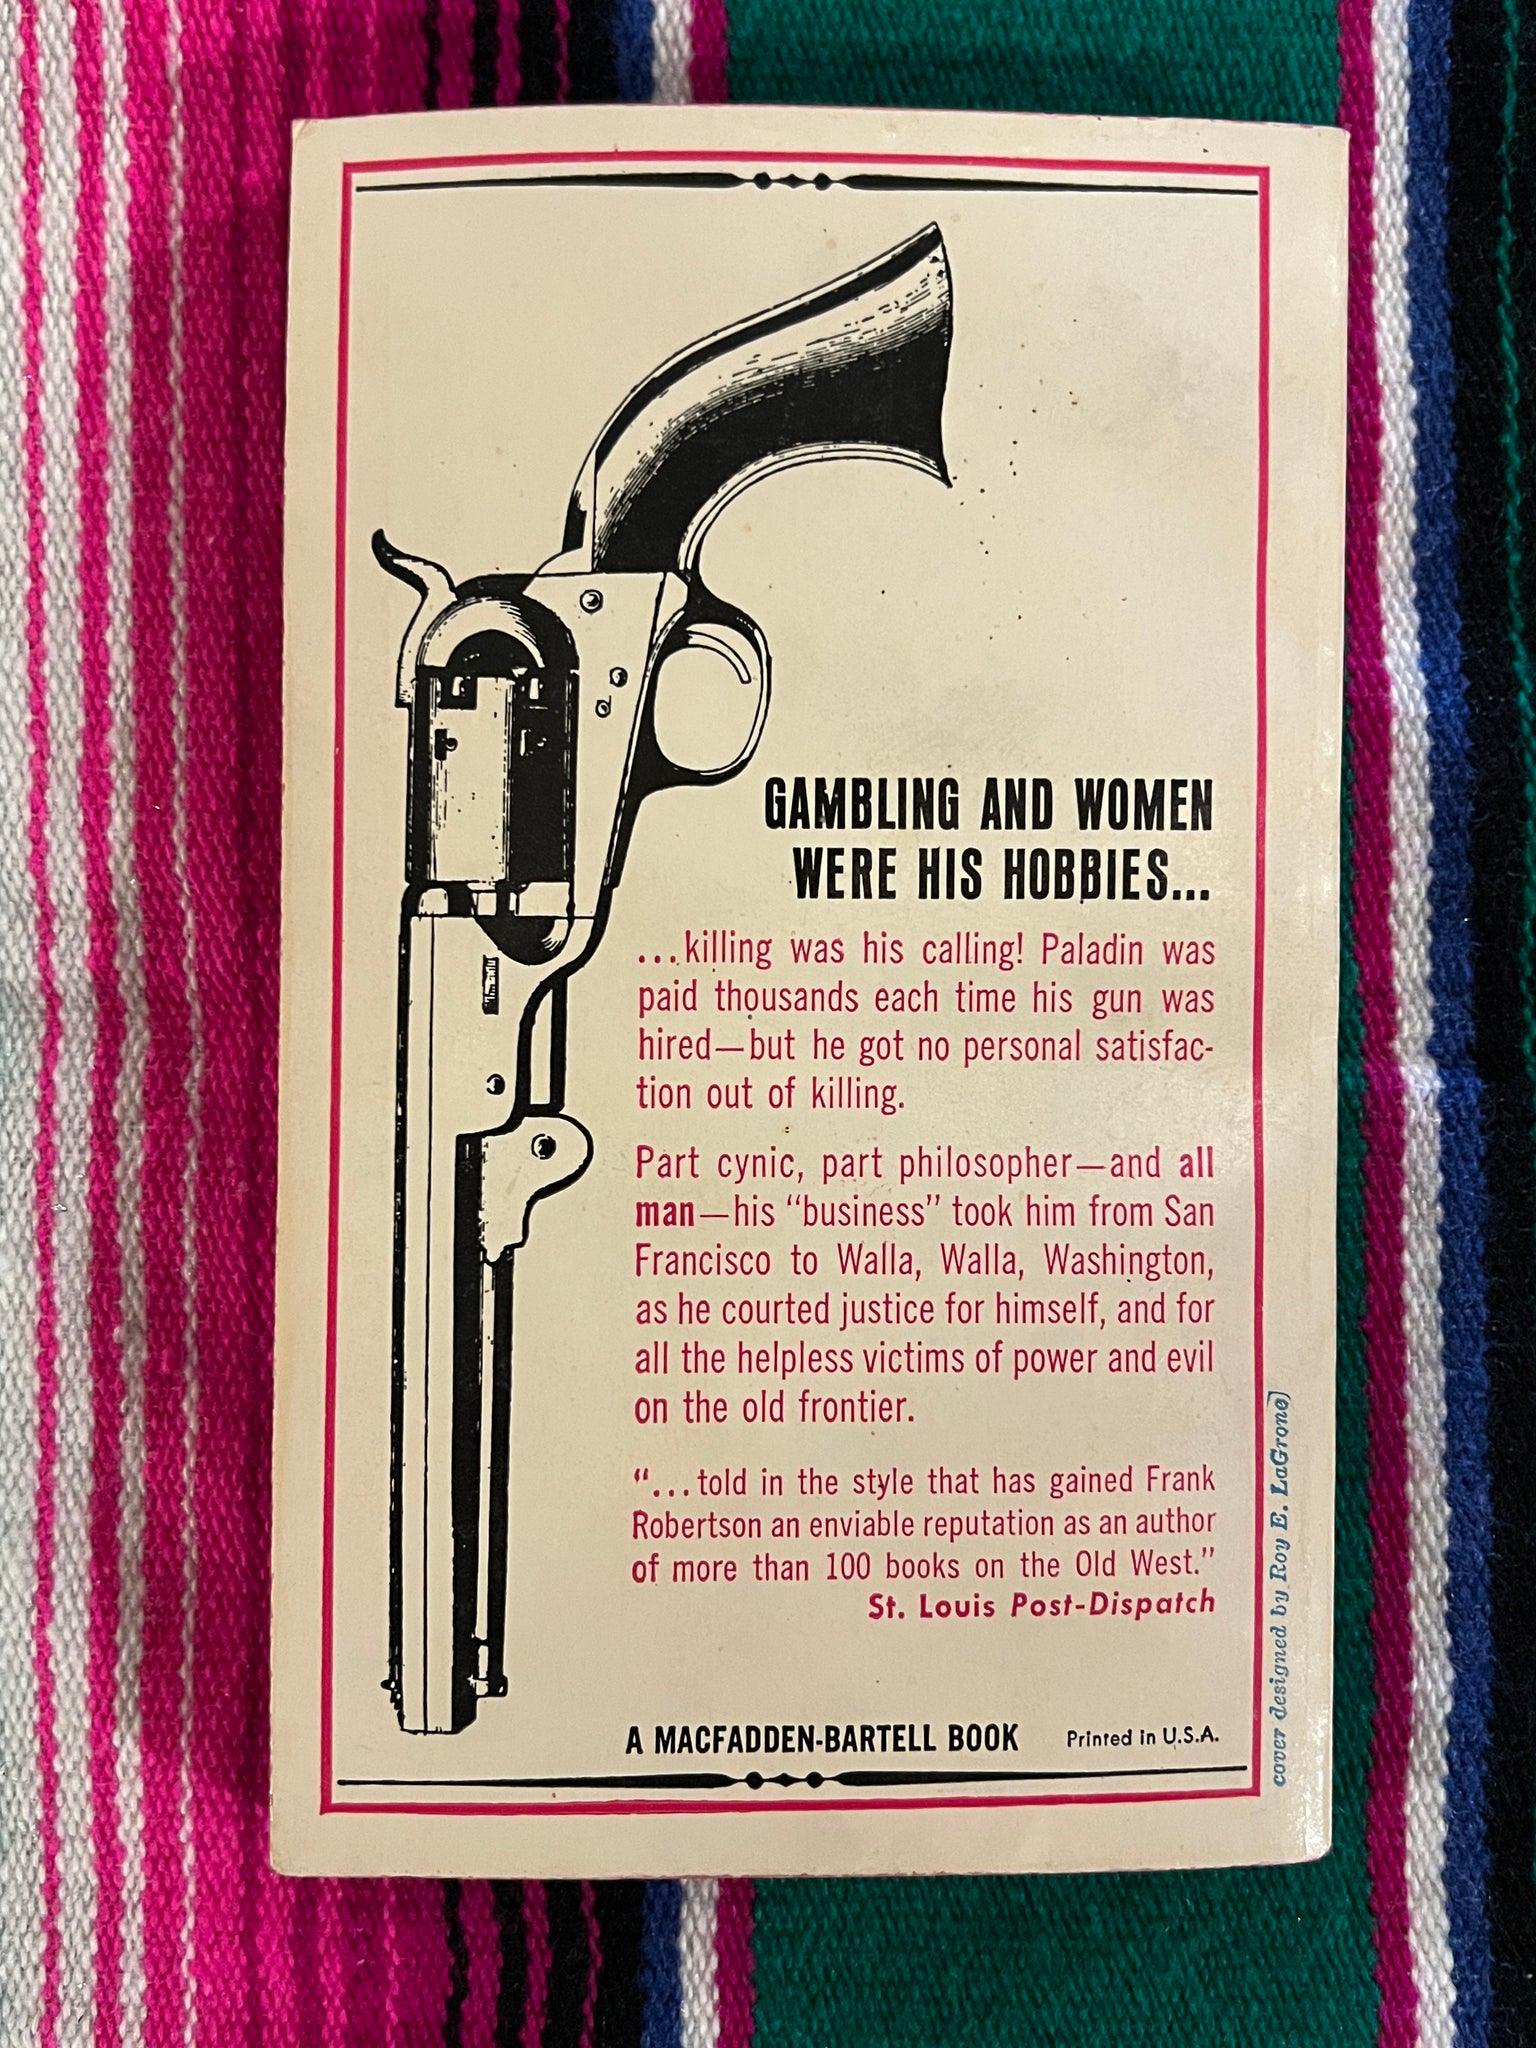 GAMBLING AND WOMEN
WERE HIS HOBBIES...
...killing was his calling! Paladin was
paid thousands each time his gun was
hired—but he got no personal satisfac-
tion out of killing.
Part cynic, part philosopher—and all
man—his “business” took him from San
Francisco to Walla, Walla, Washington,
as he courted justice for himself, and for
all the helpless victims of power and evil
on the old frontier.
“...told in the style that has gained Frank
Robertson an enviable reputation as an author
of more than 100 books on the Old West.”
St. Louis Post-Dispatch
A MACFADDEN-BARTELL BOOK Printed in U.S.A.
cover designed by Roy E. LaGrone